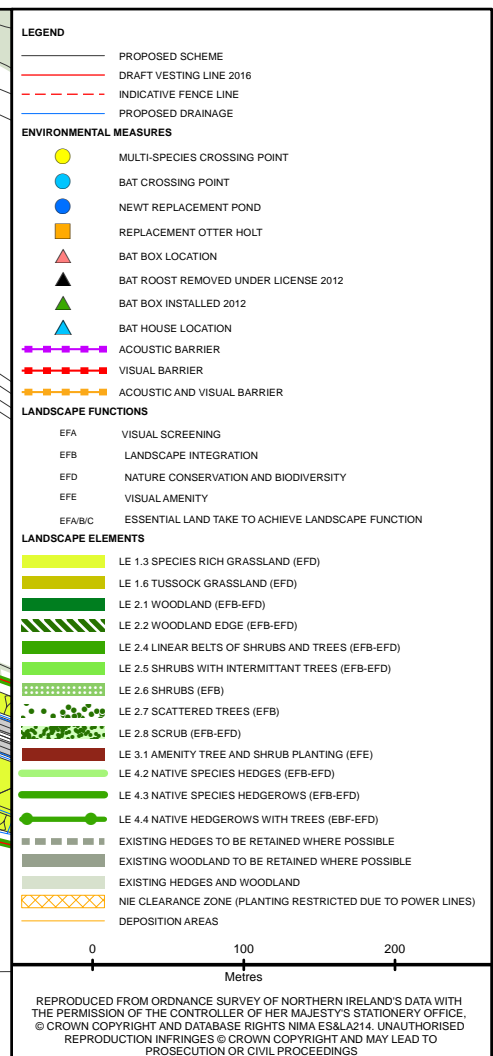 LEGEND
PROPOSED SCHEME
DRAFT VESTING LINE 2016
INDICATIVE FENCE LINE
PROPOSED DRAINAGE
ENVIRONMENTAL MEASURES
MULTI-SPECIES CROSSING POINT
BAT CROSSING POINT
NEWT REPLACEMENT POND
REPLACEMENT OTTER HOLT
BAT BOX LOCATION
BAT ROOST REMOVED UNDER LICENSE 2012
BAT BOX INSTALLED 2012
BAT HOUSE LOCATION
ACOUSTIC BARRIER
VISUAL BARRIER
ACOUSTIC AND VISUAL BARRIER
LANDSCAPE FUNCTIONS
EFA VISUAL SCREENING
EFB LANDSCAPE INTEGRATION
EFD NATURE CONSERVATION AND BIODIVERSITY
EFE VISUAL AMENITY
EFA/B/C ESSENTIAL LAND TAKE TO ACHIEVE LANDSCAPE FUNCTION
LANDSCAPE ELEMENTS
LE 1.3 SPECIES RICH GRASSLAND (EFD)
LE 1.6 TUSSOCK GRASSLAND (EFD)
LE 2.1 WOODLAND (EFB-EFD)
LE 2.2 WOODLAND EDGE (EFB-EFD)
LE 2.4 LINEAR BELTS OF SHRUBS AND TREES (EFB-EFD)
LE 2.5 SHRUBS WITH INTERMITTANT TREES (EFB-EFD)
LE 2.6 SHRUBS (EFB)
LE 2.7 SCATTERED TREES (EFB)
LE 2.8 SCRUB (EFB-EFD)
LE 3.1 AMENITY TREE AND SHRUB PLANTING (EFE)
LE 4.2 NATIVE SPECIES HEDGES (EFB-EFD)
LE 4.3 NATIVE SPECIES HEDGEROWS (EFB-EFD)
LE 4.4 NATIVE HEDGEROWS WITH TREES (EBF-EFD)
EXISTING HEDGES TO BE RETAINED WHERE POSSIBLE
EXISTING WOODLAND TO BE RETAINED WHERE POSSIBLE
EXISTING HEDGES AND WOODLAND
NIE CLEARANCE ZONE (PLANTING RESTRICTED DUE TO POWER LINES)
DEPOSITION AREAS
0 100 200
Metres
REPRODUCED FROM ORDNANCE SURVEY OF NORTHERN IRELAND'S DATA WITH
THE PERMISSION OF THE CONTROLLER OF HER MAJESTY'S STATIONERY OFFICE,
© CROWN COPYRIGHT AND DATABASE RIGHTS NIMA ES&LA214. UNAUTHORISED
REPRODUCTION INFRINGES © CROWN COPYRIGHT AND MAY LEAD TO
PROSECUTION OR CIVIL PROCEEDINGS